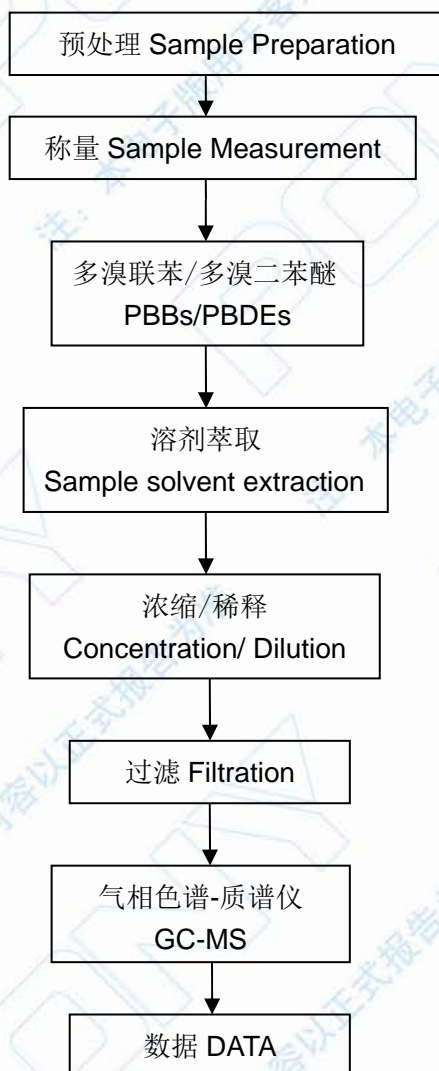 预处理 Sample Preparation
称量 Sample Measurement
多溴联苯/多溴二苯醚
PBBs/PBDEs
溶剂萃取
Sample solvent extraction
浓缩/稀释
Concentration/ Dilution
过滤 Filtration
气相色谱-质谱仪
GC-MS
数据 DATA